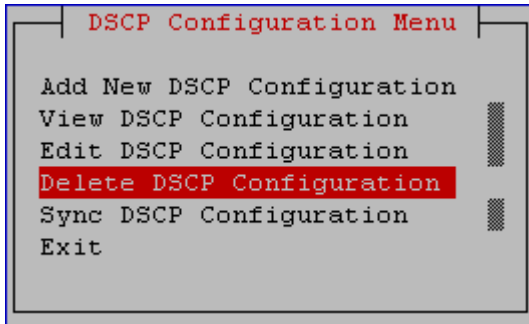 DSCP Configuration Menu
Add New DSCP Configuration
View DSCP Configuration
Edit DSCP Configuration
Delete DSCP Configuration
Sync DSCP Configuration
Exit